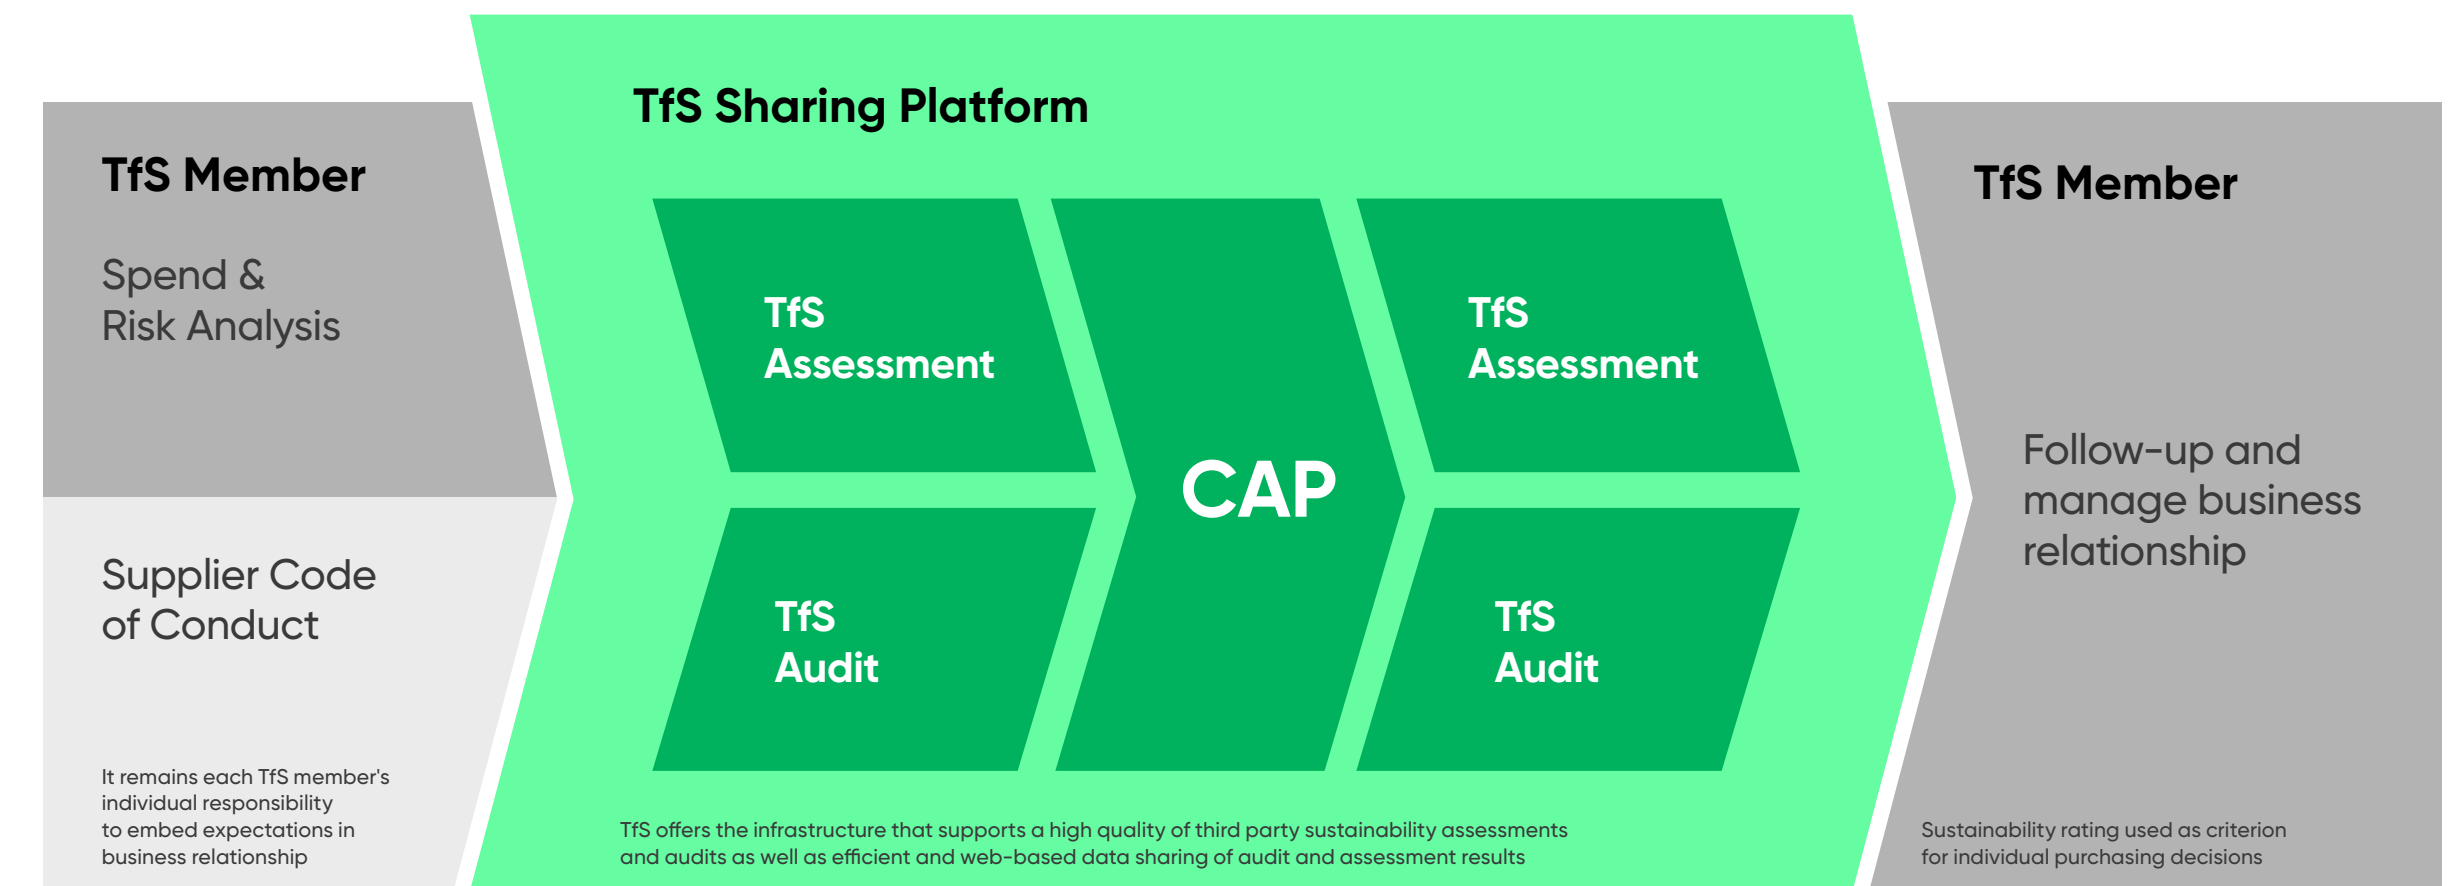 TfS Member
Spend &
Risk Analysis
Supplier Code
of Conduct
It remains each TfS member's
individual responsibility
to embed expectations in
business relationship
TfS Sharing Platform
TfS
Assessment
TfS
Audit
CAP
TfS
Assessment
TfS
Audit
TfS offers the infrastructure that supports a high quality of third party sustainability assessments
and audits as well as efficient and web-based data sharing of audit and assessment results
TfS Member
Follow-up and
manage business
relationship
Sustainability rating used as criterion
for individual purchasing decisions